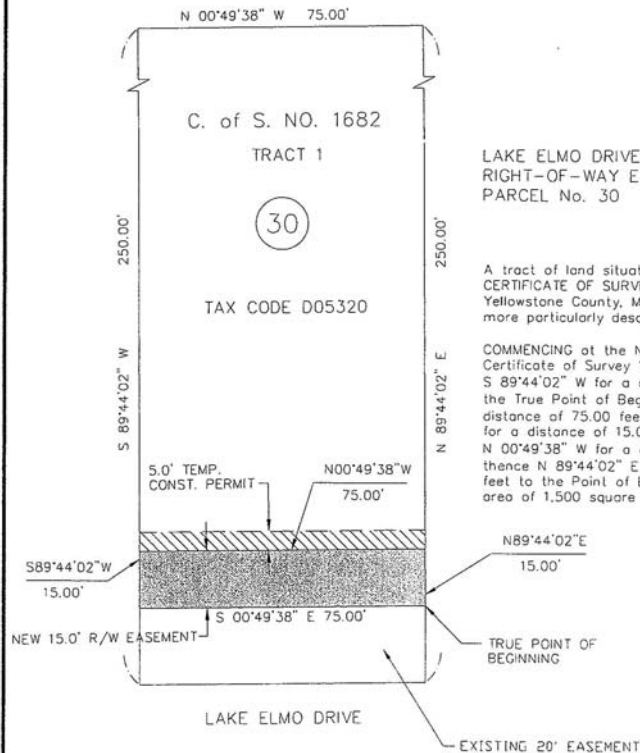 N 00°49'38" W 75.00'
C. of S. NO. 1682
TRACT 1
30
TAX CODE D05320
250.00'
S 89°44'02" W
250.00'
N 89°44'02" E
LAKE ELMO DRIVE
RIGHT-OF-WAY E
PARCEL No. 30
A tract of land situat
CERTIFICATE OF SURVE
Yellowstone County, M
more particularly desc
COMMENCING at the N
Certificate of Survey 1
S 89°44'02" W for a
the True Point of Beg
distance of 75.00 fee
for a distance of 15.0
N 00°49'38" W for a
thence N 89°44'02" E
feet to the Point of B
area of 1,500 square
5.0' TEMP.
CONST. PERMIT
N00°49'38"W
75.00'
S89°44'02"W
15.00'
N89°44'02"E
15.00'
S 00°49'38" E 75.00'
NEW 15.0' R/W EASEMENT
TRUE POINT OF
BEGINNING
LAKE ELMO DRIVE
EXISTING 20' EASEMENT